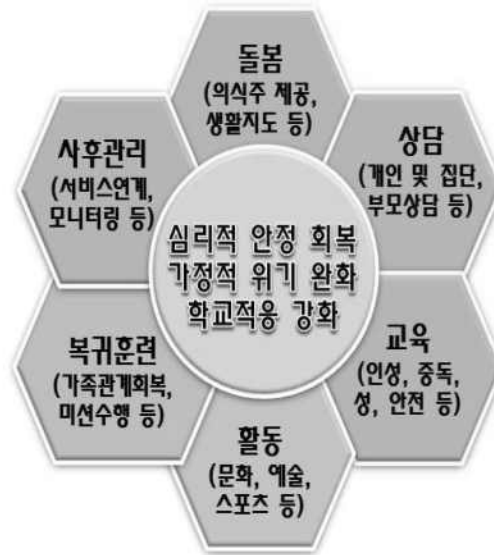 돌봄
(의식주 제공,
생활지도 등)
상담
(개인 및 집단,
부모상담 등)
교육
(인성, 중독,
성, 안전 등)
활동
(문화, 예술,
스포츠 등)
복귀훈련
(가족관계회복,
미션수행 등)
사후관리
(서비스연계,
모니터링 등)
심리적 안정 회복
가정적 위기 완화
학교적응 강화